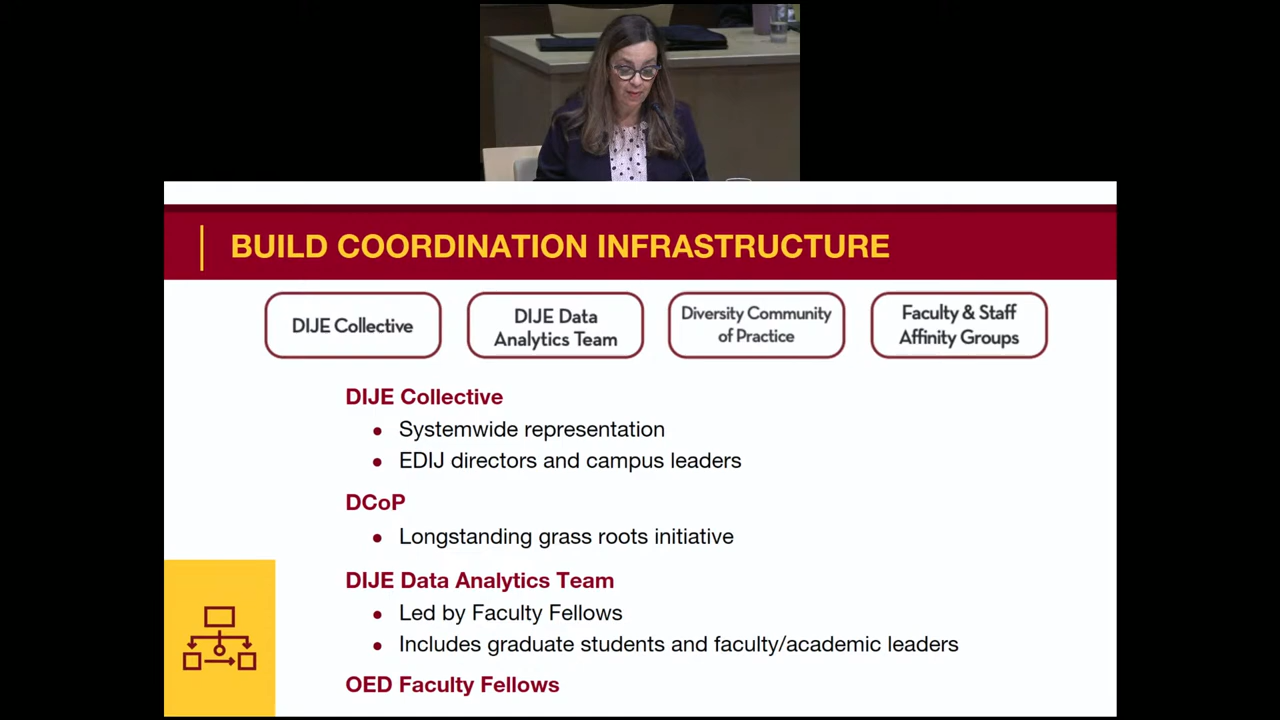 BUILD COORDINATION INFRASTRUCTURE
DIJE Collective
DIJE Data
Analytics Team
Diversity Community
of Practice
Faculty & Staff
Affinity Groups
DIJE Collective
• Systemwide representation
• EDIJ directors and campus leaders
DCoP
• Longstanding grass roots initiative
DIJE Data Analytics Team
• Led by Faculty Fellows
• Includes graduate students and faculty/academic leaders
OED Faculty Fellows